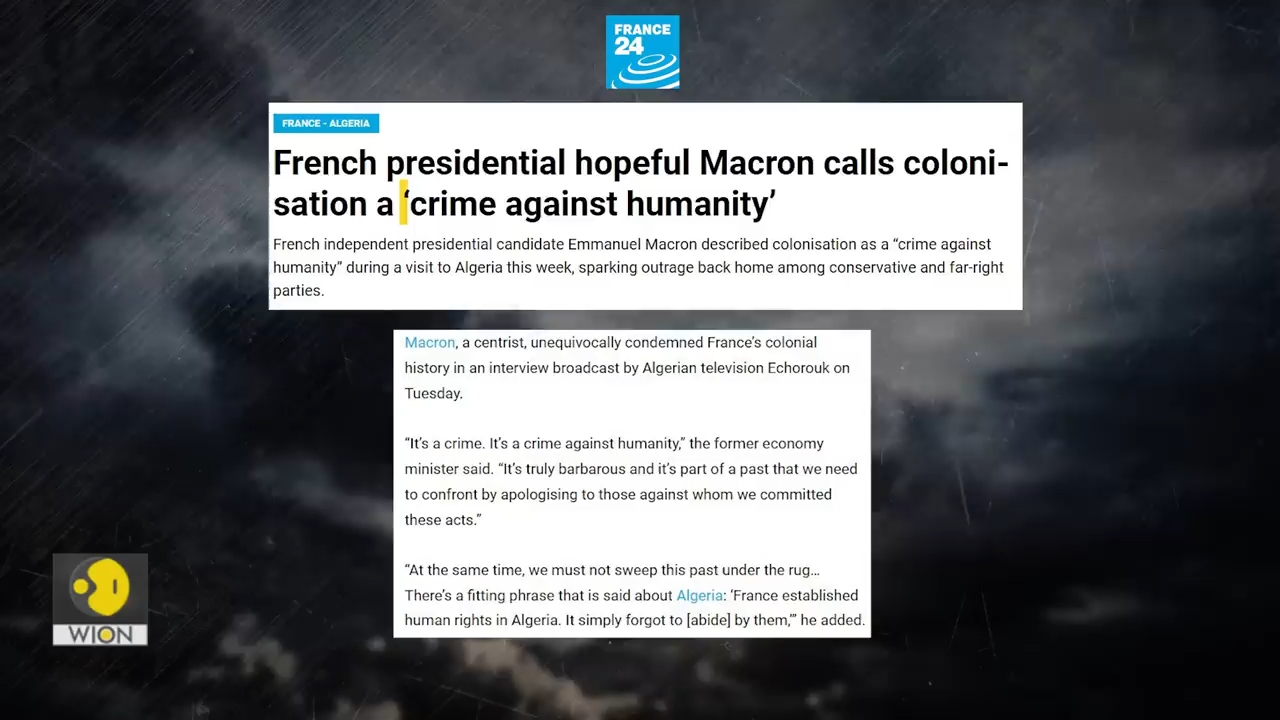 FRANCE
24
FRANCE - ALGERIA
French presidential hopeful Macron calls coloni-
sation a ‘crime against humanity’
French independent presidential candidate Emmanuel Macron described colonisation as a “crime against
humanity” during a visit to Algeria this week, sparking outrage back home among conservative and far-right
parties.
Macron, a centrist, unequivocally condemned France’s colonial
history in an interview broadcast by Algerian television Echorouk on
Tuesday.
“It’s a crime. It’s a crime against humanity,” the former economy
minister said. “It’s truly barbarous and it’s part of a past that we need
to confront by apologising to those against whom we committed
these acts.”
“At the same time, we must not sweep this past under the rug…
There’s a fitting phrase that is said about Algeria: ‘France established
human rights in Algeria. It simply forgot to [abide] by them,’” he added.
WION